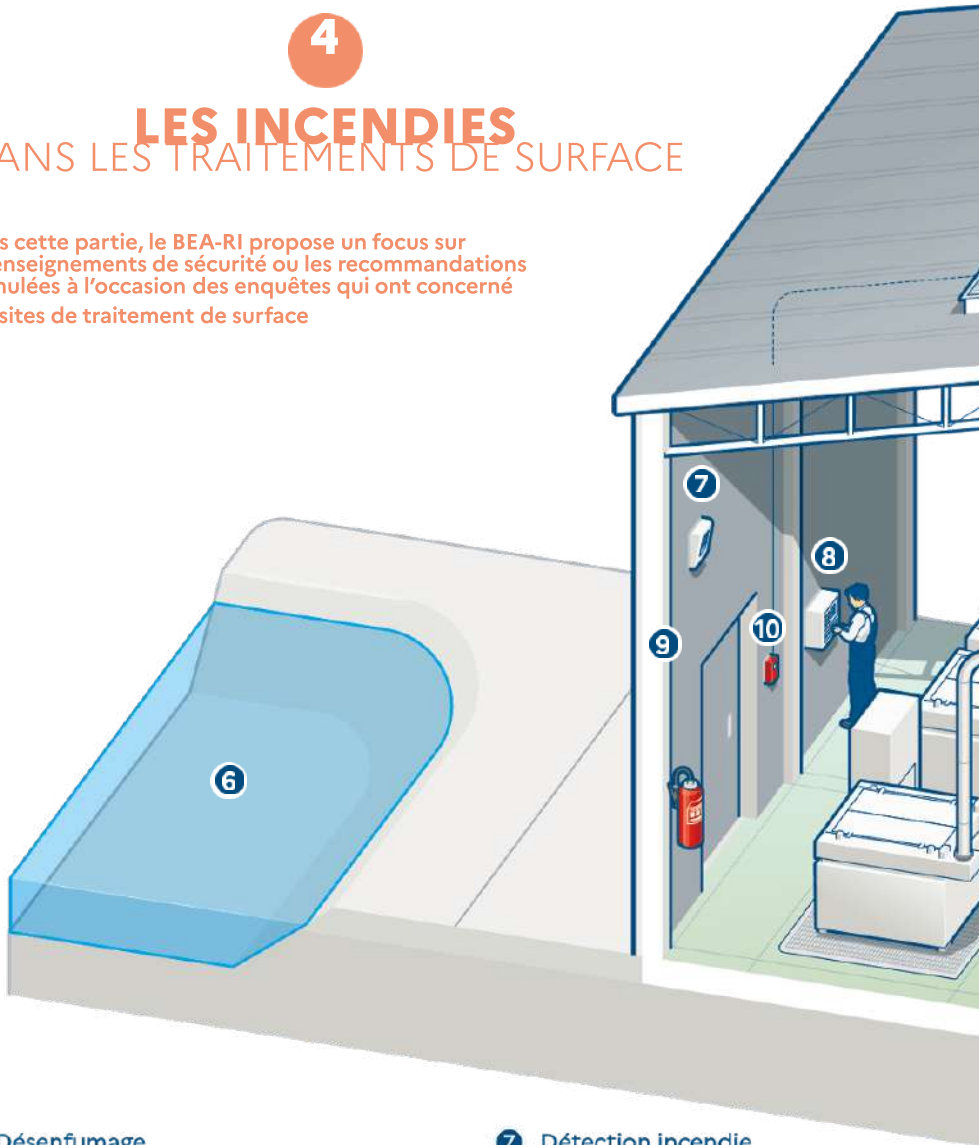 4
LES INCENDIES
ANS LES TRAITEMENTS DE SURFACE
s cette partie, le BEA-RI propose un focus sur
enseignements de sécurité ou les recommandations
nulées à l'occasion des enquêtes qui ont concerné
sites de traitement de surface
7
8
10
9
6
Désenfumage
7 Détection incendie